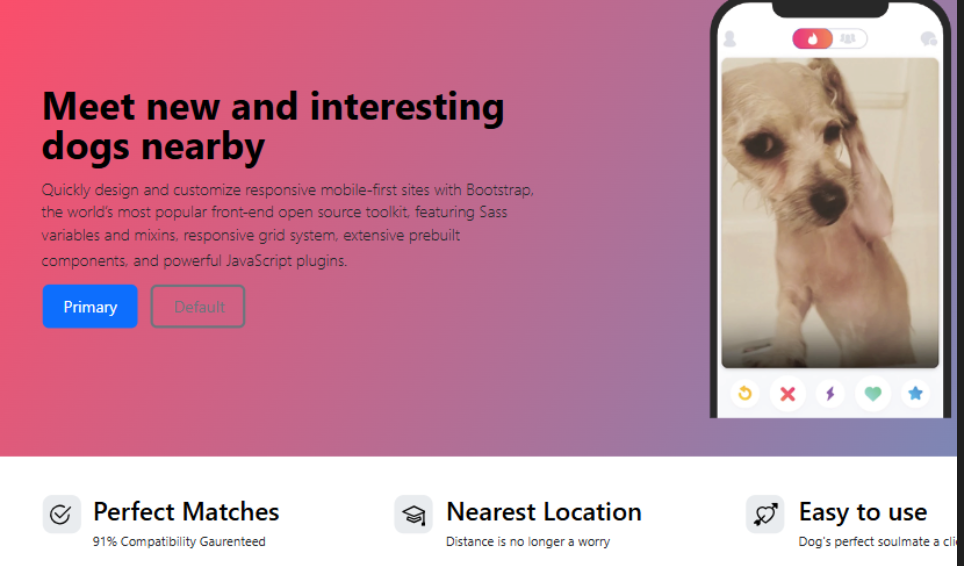 Meet new and interesting
dogs nearby
Quickly design and customize responsive mobile-first sites with Bootstrap,
the world's most popular front-end open source toolkit, featuring Sass
variables and mixins, responsive grid system, extensive prebuilt
components, and powerful JavaScript plugins.
Primary Default
Perfect Matches
91% Compatibility Gaurenteed
Nearest Location
Distance is no longer a worry
Easy to use
Dog's perfect soulmate a